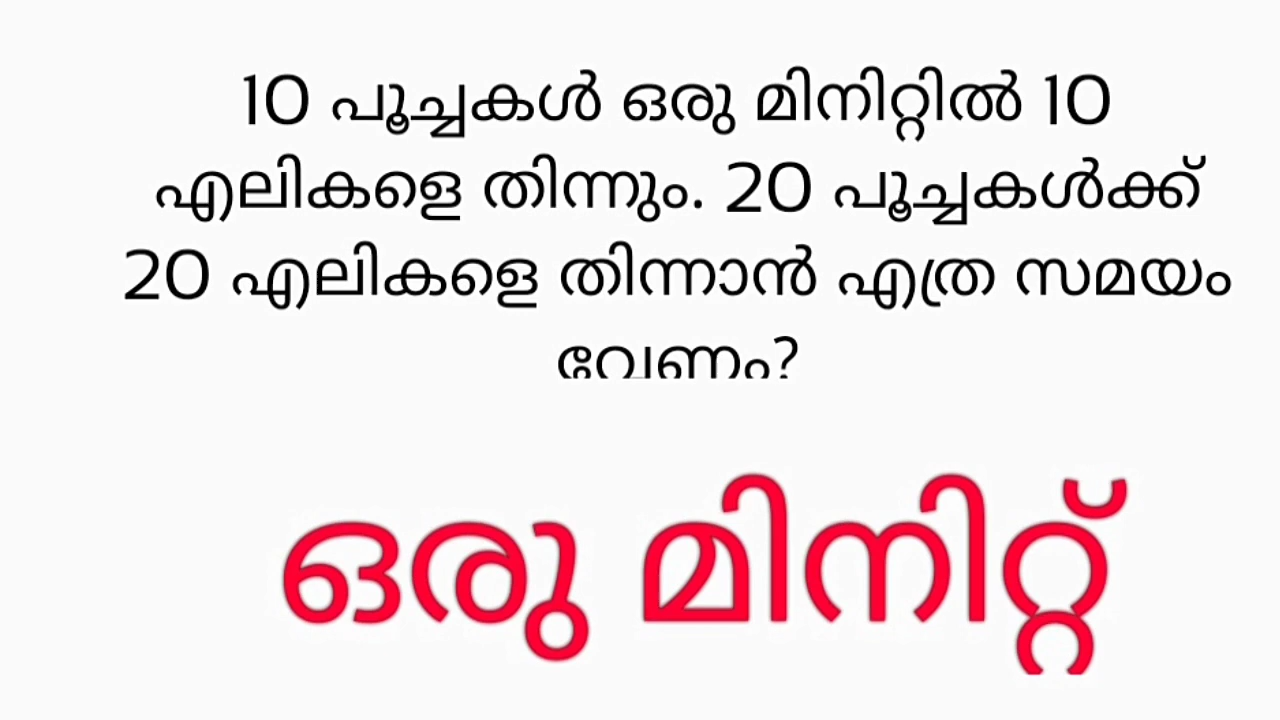 10 പൂച്ചകൾ ഒരു മിനിറ്റിൽ 10
എലികളെ തിന്നും. 20 പൂച്ചകൾക്ക്
20 എലികളെ തിന്നാൻ എത്ര സമയം
വേണം?
ഒരു മിനിറ്റ്